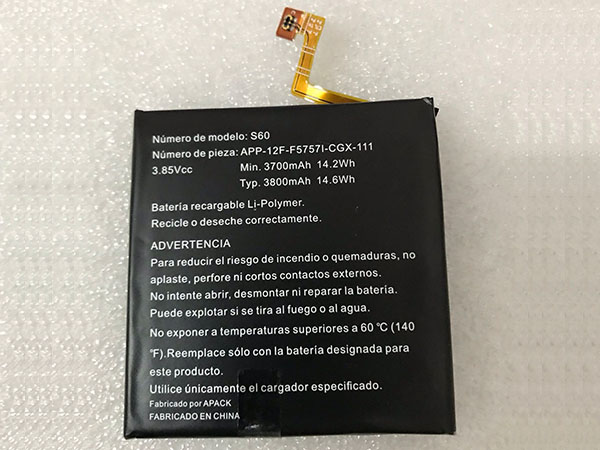 Número de modelo: S60
Número de pieza: APP-12F-F5757I-CGX-111
3.85Vcc Min. 3700mAh 14.2Wh
Typ. 3800mAh 14.6Wh
Batería recargable Li-Polymer.
Recicle o deseche correctamente.
ADVERTENCIA
Para reducir el riesgo de incendio o quemaduras, no
aplaste, perfore ni cortos contactos externos.
No intente abrir, desmontar ni reparar la batería.
Puede explotar si se tira al fuego o al agua.
No exponer a temperaturas superiores a 60 ℃ (140
℉).Reemplace sólo con la batería designada para
este producto.
Utilice únicamente el cargador especificado.
Fabricado por APACK
FABRICADO EN CHINA